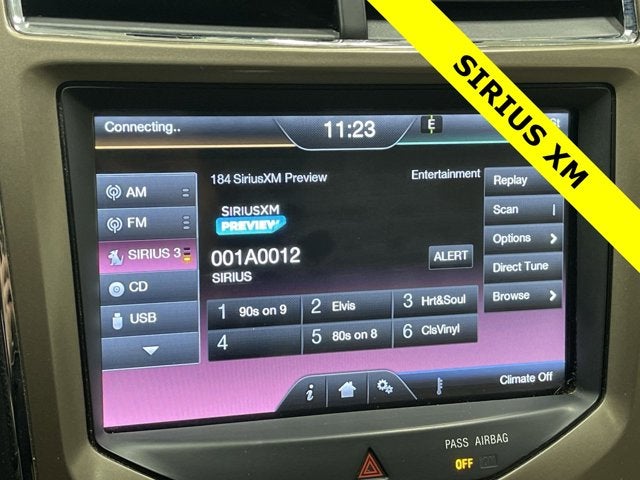 SIRIUS XM
Connecting..
11:23
E
St
184 SiriusXM Preview
Entertainment
AM
FM
SIRIUS 3
CD
USB
SIRIUSXM
PREVIEW
001A0012
SIRIUS
ALERT
Replay
Scan
Options
Direct Tune
Browse
1 90s on 9
2 Elvis
3 Hrt&Soul
4
5 80s on 8
6 ClsVinyl
i
Climate Off
PASS AIRBAG
OFF